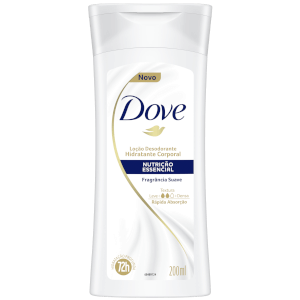 Novo
Dove
Loção Desodorante
Hidratante Corporal
NUTRIÇÃO
ESSENCIAL
Fragrância Suave
Textura
Rápida Absorção
72h
200ml